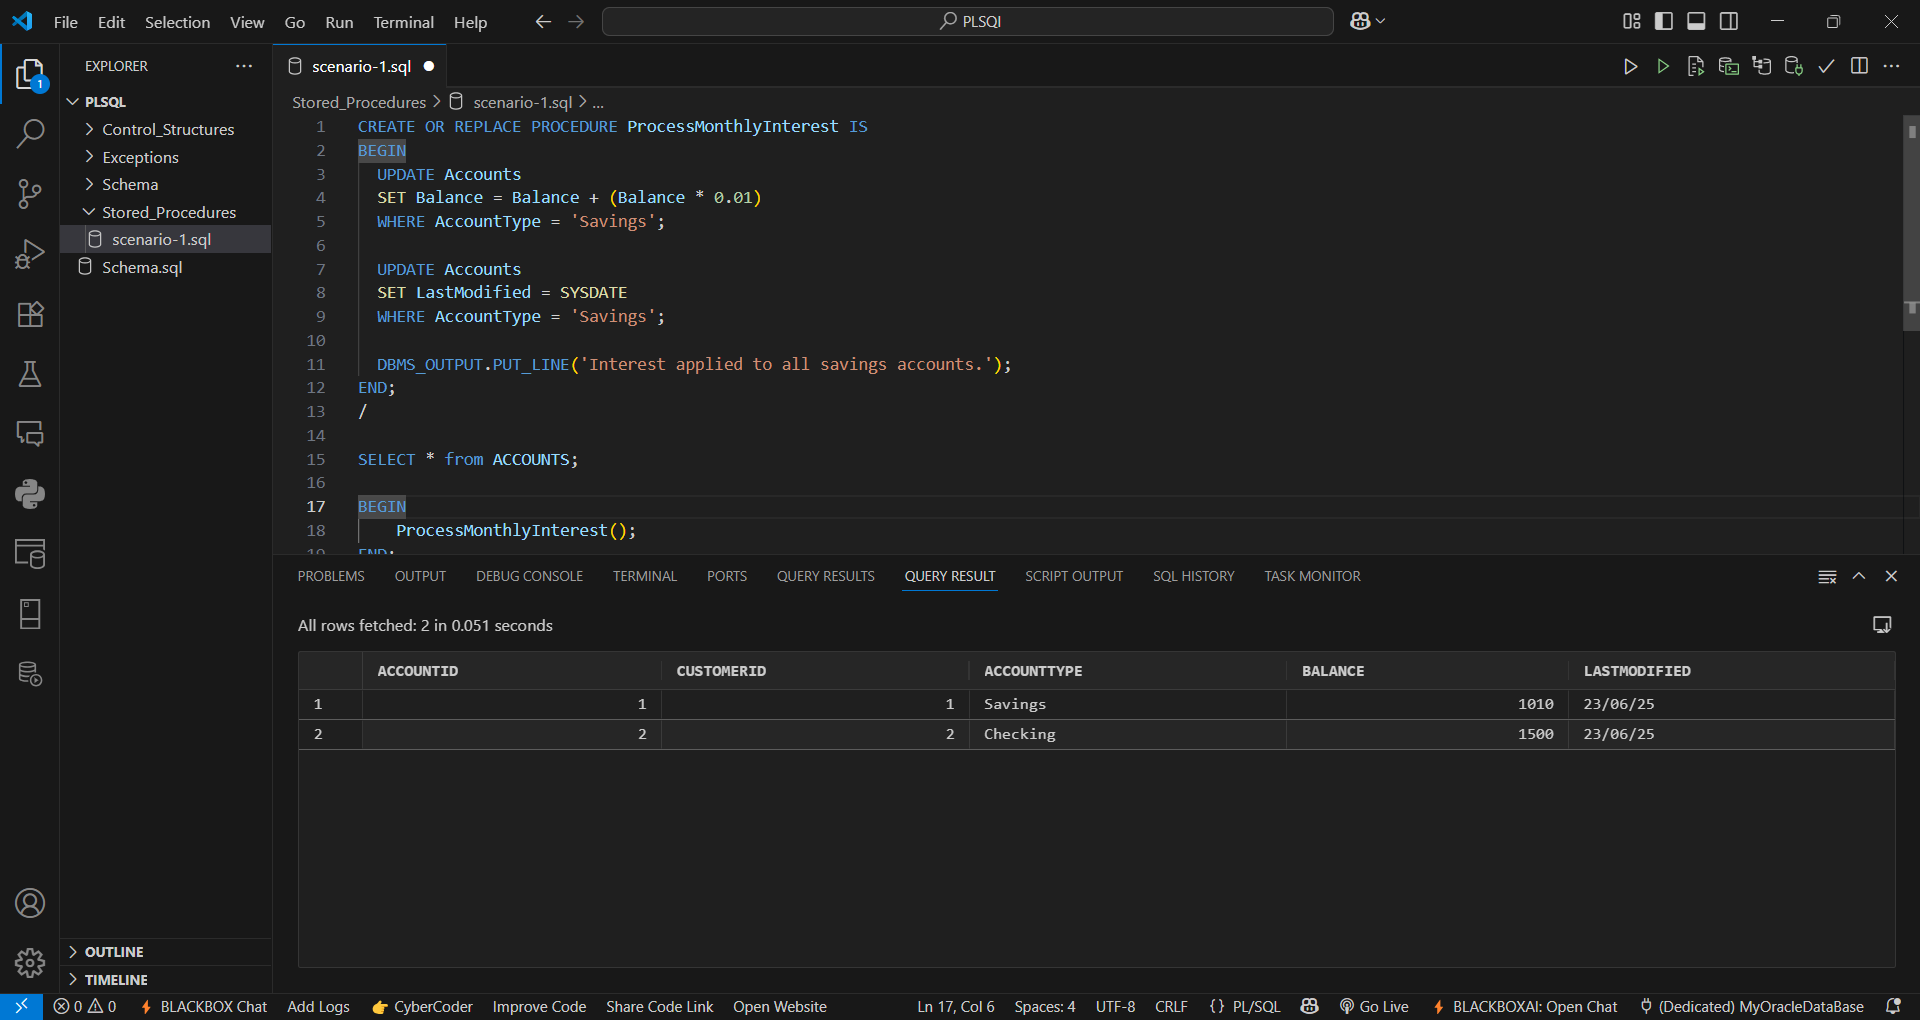 File Edit Selection View Go Run Terminal Help
PLSQl
EXPLORER
PLSQL
Control_Structures
Exceptions
Schema
Stored_Procedures
scenario-1.sql
Schema.sql
OUTLINE
TIMELINE
1
scenario-1.sql
Stored_Procedures > scenario-1.sql > ...
1 CREATE OR REPLACE PROCEDURE ProcessMonthlyInterest IS
2 BEGIN
3 UPDATE Accounts
4 SET Balance = Balance + (Balance * 0.01)
5 WHERE AccountType = 'Savings';
6
7 UPDATE Accounts
8 SET LastModified = SYSDATE
9 WHERE AccountType = 'Savings';
10
11 DBMS_OUTPUT.PUT_LINE('Interest applied to all savings accounts.');
12 END;
13 /
14
15 SELECT * from ACCOUNTS;
16
17 BEGIN
18 ProcessMonthlyInterest();
19 END;
PROBLEMS OUTPUT DEBUG CONSOLE TERMINAL PORTS QUERY RESULTS QUERY RESULT SCRIPT OUTPUT SQL HISTORY TASK MONITOR
All rows fetched: 2 in 0.051 seconds
ACCOUNTID CUSTOMERID ACCOUNTTYPE BALANCE LASTMODIFIED
1 1 1 Savings 1010 23/06/25
2 2 2 Checking 1500 23/06/25
0 0 BLACKBOX Chat Add Logs CyberCoder Improve Code Share Code Link Open Website Ln 17, Col 6 Spaces: 4 UTF-8 CRLF {} PL/SQL Go Live BLACKBOXAI: Open Chat (Dedicated) MyOracleDataBase